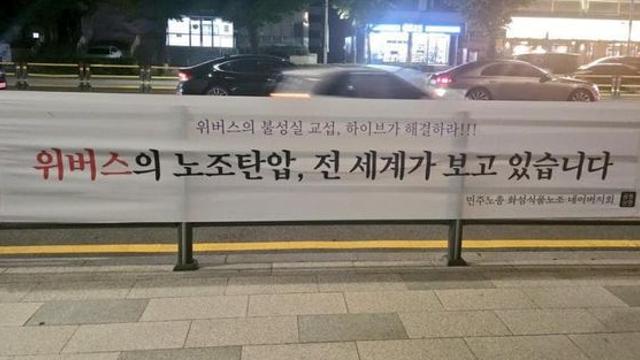 위버스의 불성실 교섭, 하이브가 해결하라!!!
위버스의 노조탄압, 전 세계가 보고 있습니다
민주노총 화섬식품노조 네이버지회